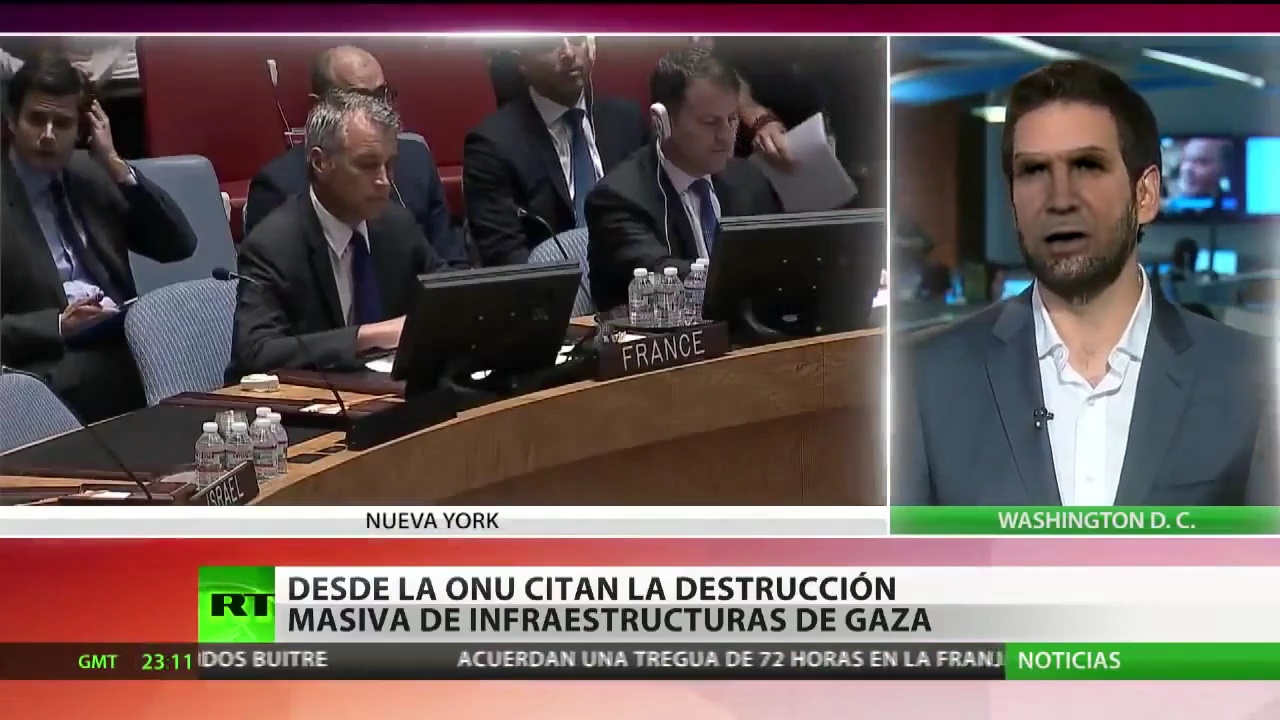 FRANCE
ISRAEL
NUEVA YORK
WASHINGTON D. C.
RT
DESDE LA ONU CITAN LA DESTRUCCIÓN
MASIVA DE INFRAESTRUCTURAS DE GAZA
GMT 23:11
DOS BUITRE ACUERDAN UNA TREGUA DE 72 HORAS EN LA FRANJ
NOTICIAS